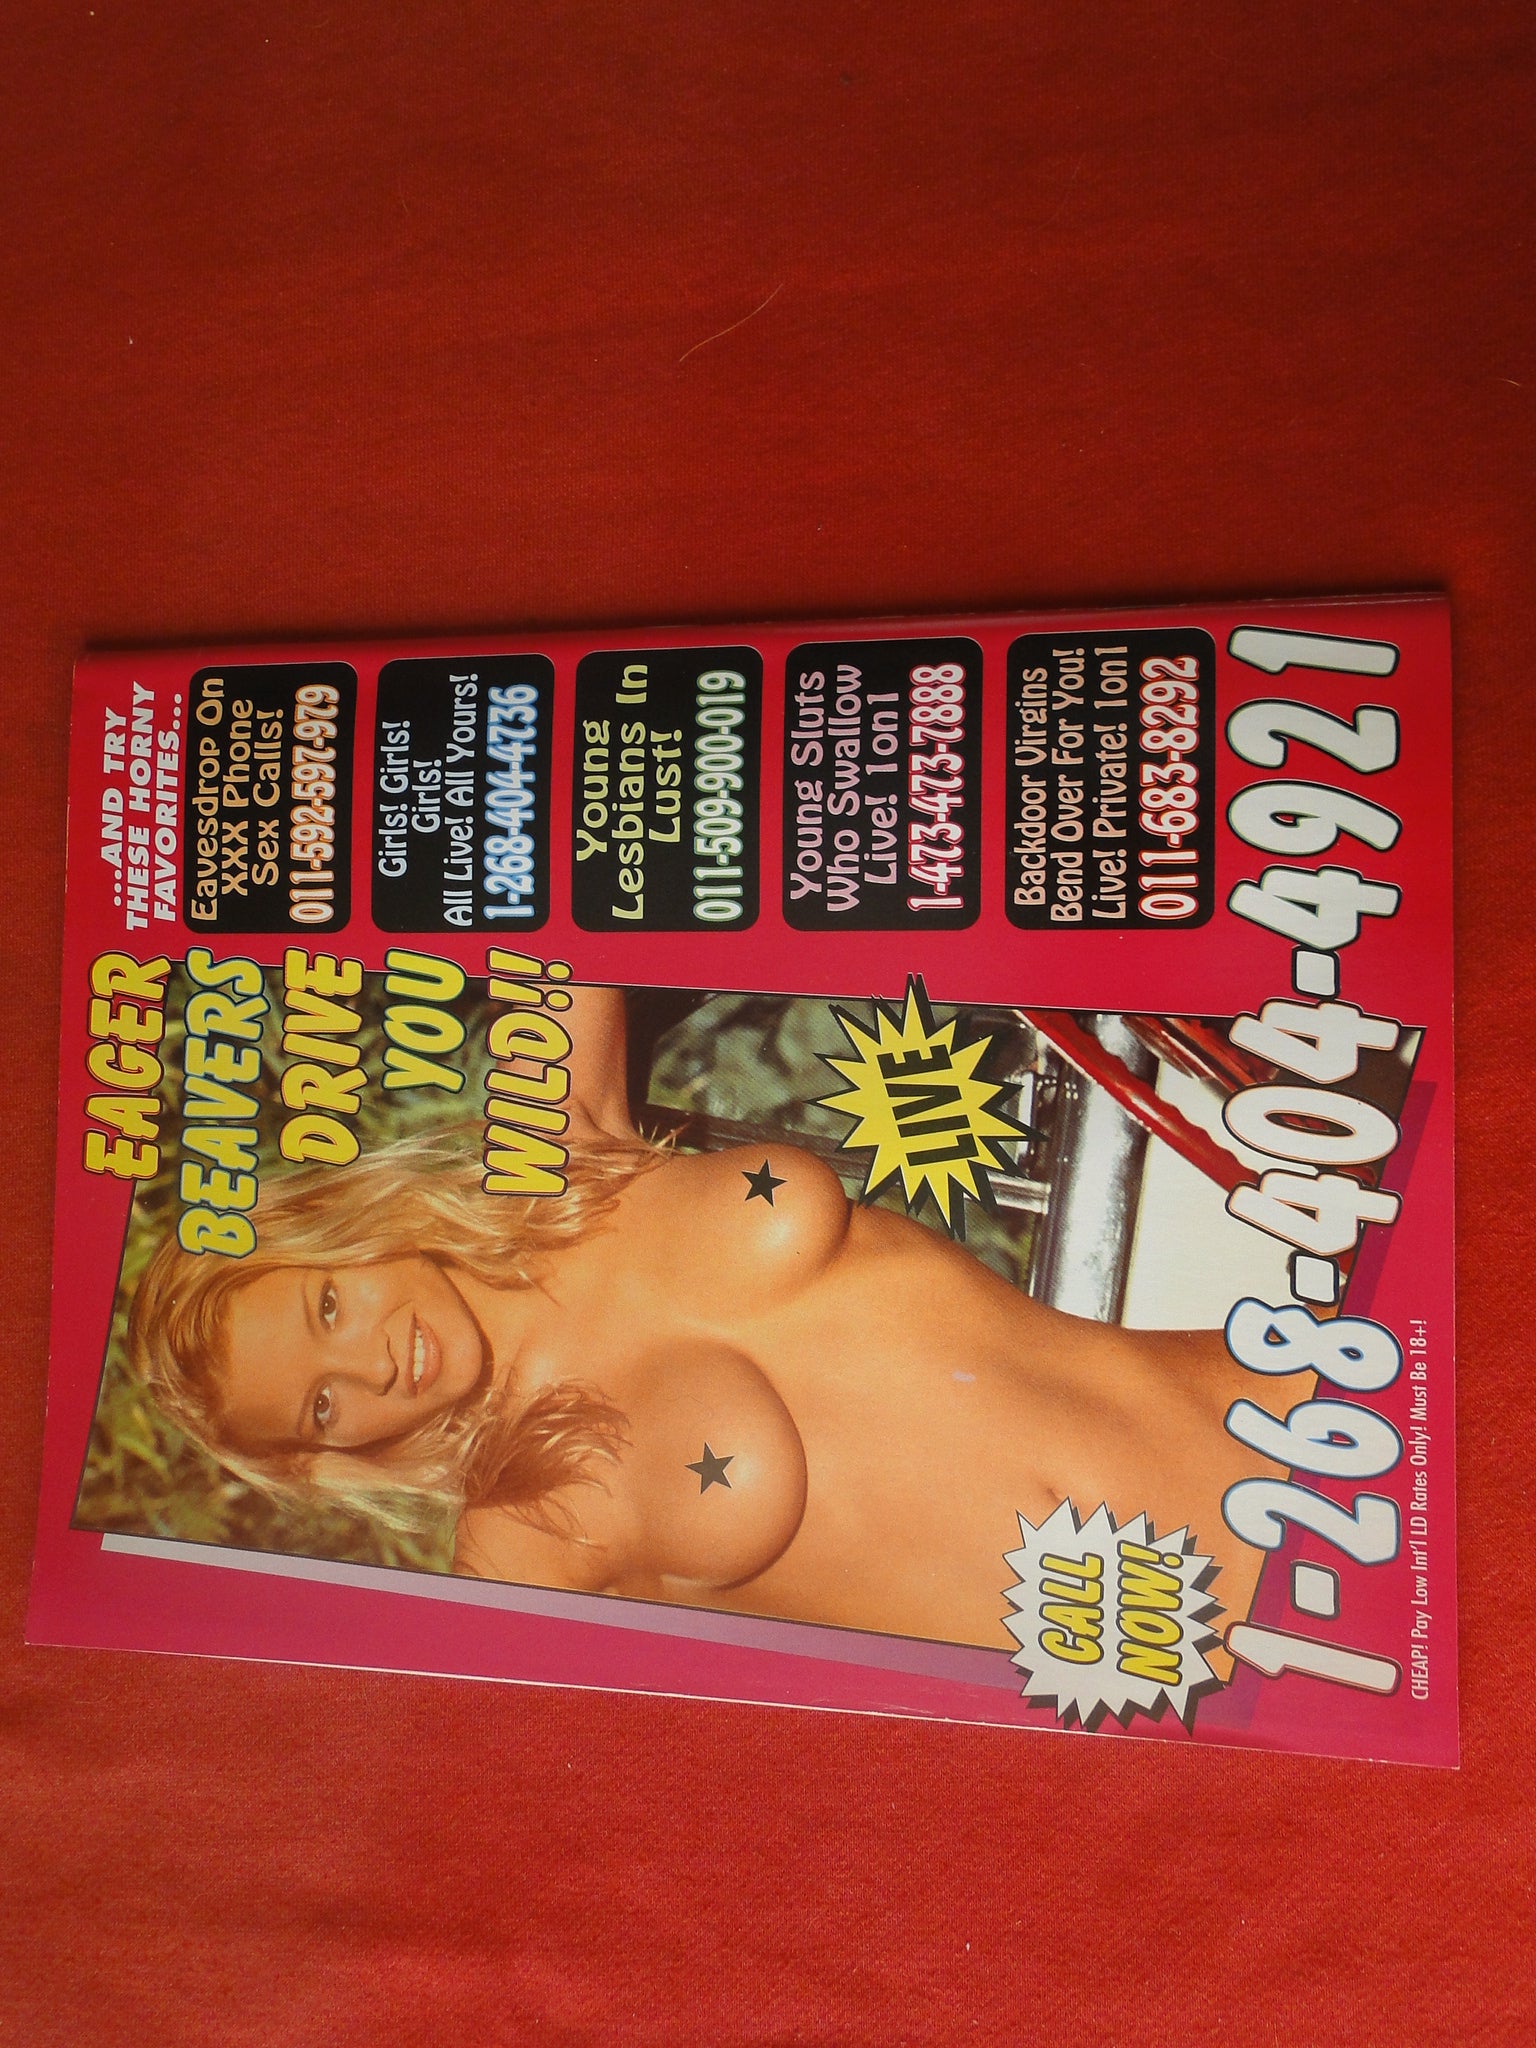 EAGER
BEAVERS
DRIVE
YOU
WILD!!
...AND TRY
THESE HORNY
FAVORITES...
Eavesdrop On
XXX Phone
Sex Calls!
011-592-597-979
Girls! Girls!
Girls!
All Live! All Yours!
1-268-404-4736
Young
Lesbians In
Lust!
011-509-900-019
Young Sluts
Who Swallow
Live! 1on1
1-473-473-7888
Backdoor Virgins
Bend Over For You!
Live! Private! 1on1
011-683-8292
LIVE
CALL
NOW!
1-268-404-4921
CHEAP! Pay Low Int'l LD Rates Only! Must Be 18+!